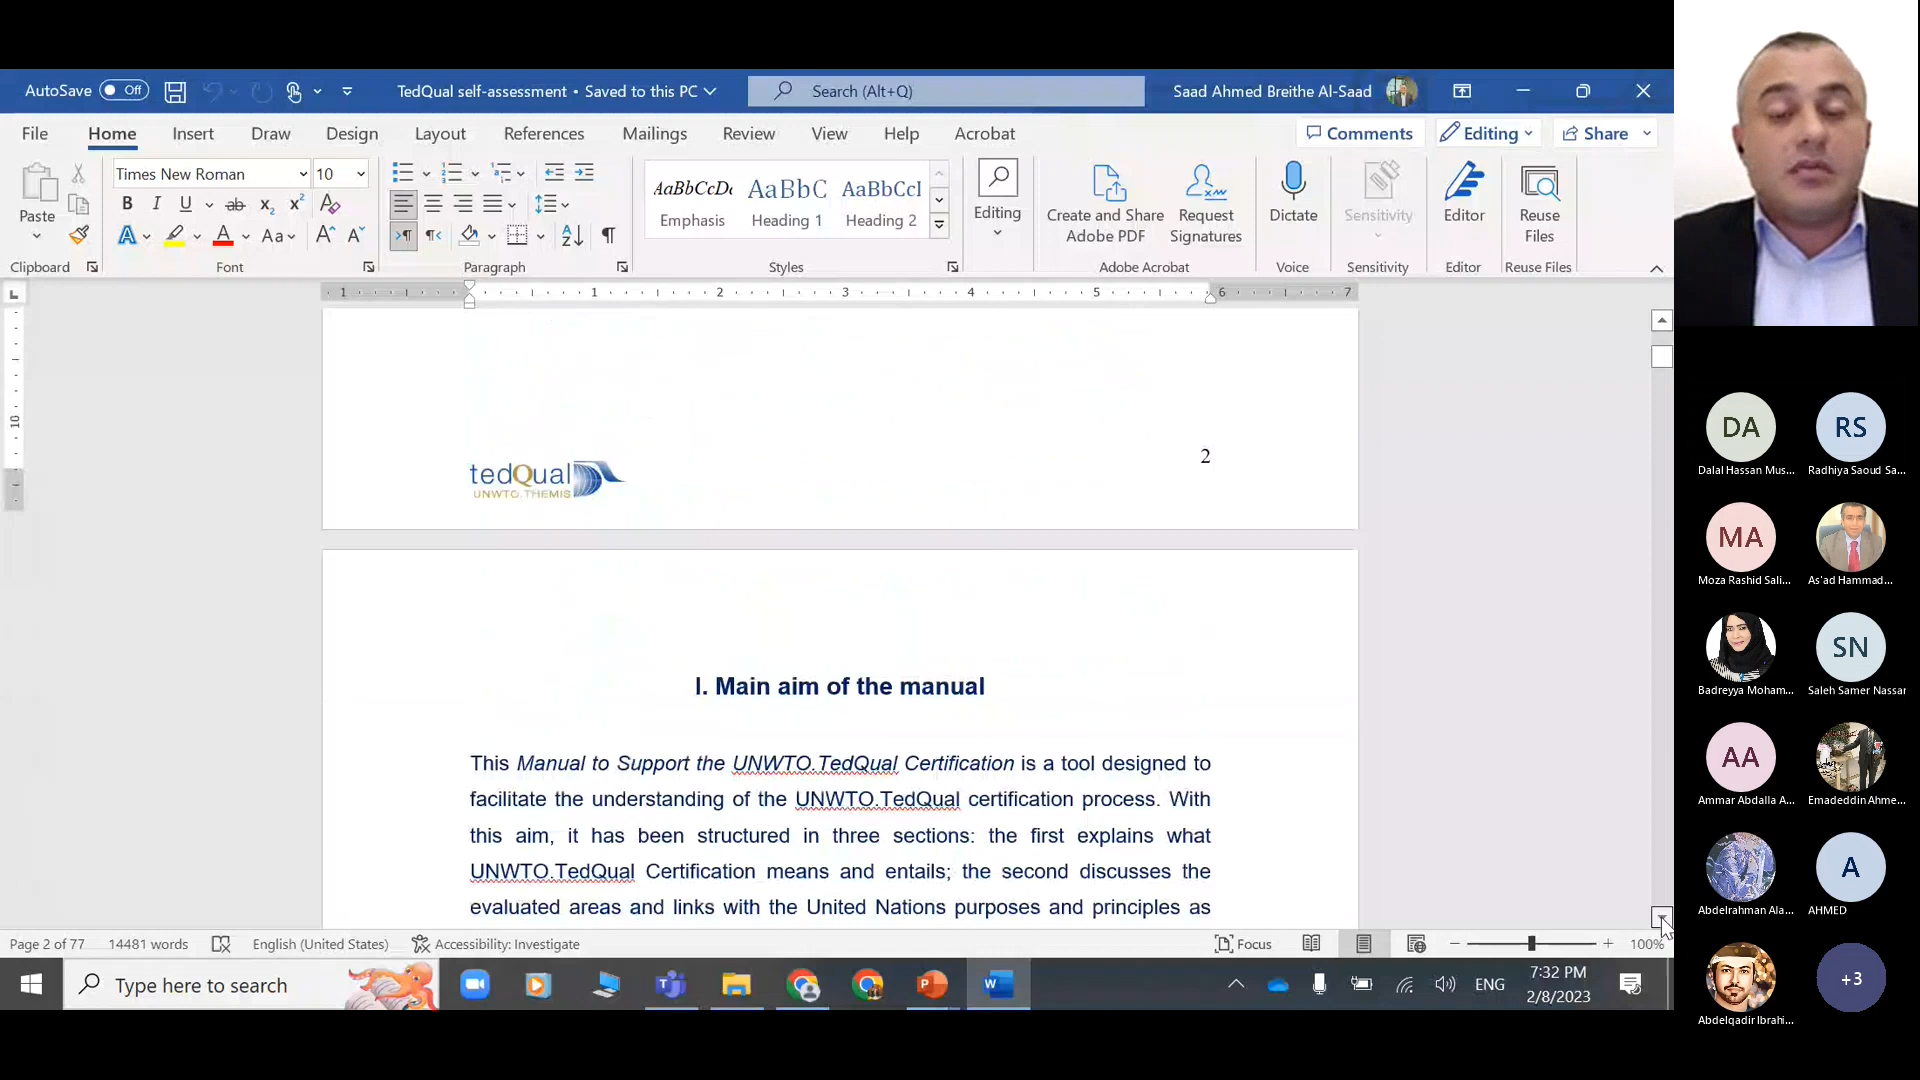 AutoSave Off TedQual self-assessment • Saved to this PC Search (Alt+Q) Saad Ahmed Breithe Al-Saad
File Home Insert Draw Design Layout References Mailings Review View Help Acrobat Comments Editing Share
Paste
Times New Roman 10
AaBbCcDc AaBbC AaBbCcI
Emphasis Heading 1 Heading 2
Editing
Create and Share
Adobe PDF
Request
Signatures
Dictate
Sensitivity
Editor
Reuse
Files
Clipboard Font Paragraph Styles Adobe Acrobat Voice Sensitivity Editor Reuse Files
1 1 2 3 4 5 6 7
10
2
tedQual
UNWTO.THEMIS
I. Main aim of the manual
This Manual to Support the UNWTO.TedQual Certification is a tool designed to
facilitate the understanding of the UNWTO.TedQual certification process. With
this aim, it has been structured in three sections: the first explains what
UNWTO.TedQual Certification means and entails; the second discusses the
evaluated areas and links with the United Nations purposes and principles as
Page 2 of 77 14481 words English (United States) Accessibility: Investigate Focus 100%
Type here to search
ENG
7:32 PM
2/8/2023
DA
Dalal Hassan Mus...
RS
Radhiya Saoud Sa...
MA
Moza Rashid Sali...
As'ad Hammad...
Badreyya Moham...
SN
Saleh Samer Nassar
AA
Ammar Abdalla A...
Emadeddin Ahme...
Abdelrahman Ala...
A
AHMED
Abdelqadir Ibrahi...
+3